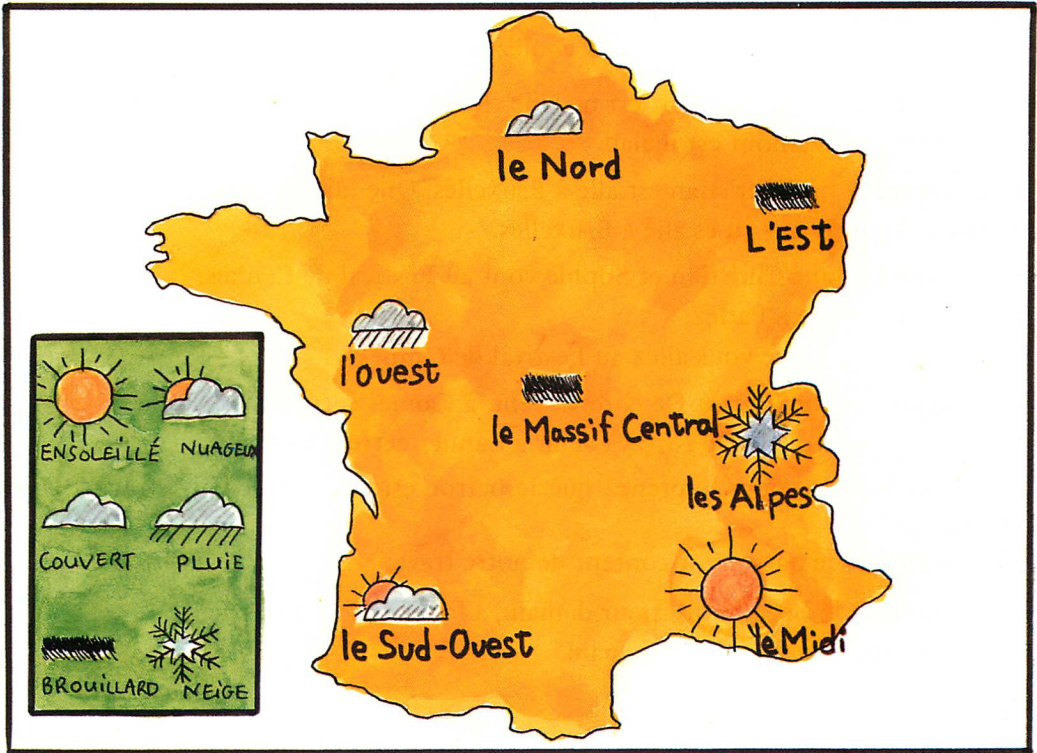 le Nord
L'EST
l'ouest
le Massif Central
les Alpes
le Sud-Ouest
le Midi
ENSOLEILLÉ
NUAGEUX
COUVERT
PLUIE
BROUILLARD
NEIGE